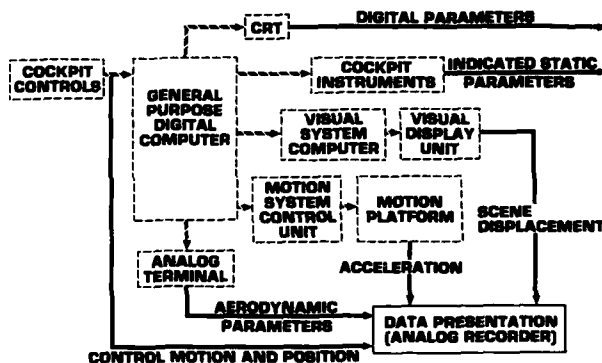 DIGITAL PARAMETERS
CRT
COCKPIT
CONTROLS
GENERAL
PURPOSE
DIGITAL
COMPUTER
COCKPIT
INSTRUMENTS
INDICATED STATIC
PARAMETERS
VISUAL
SYSTEM
COMPUTER
VISUAL
DISPLAY
UNIT
MOTION
SYSTEM
CONTROL
UNIT
MOTION
PLATFORM
SCENE
DISPLACEMENT
ANALOG
TERMINAL
ACCELERATION
AERODYNAMIC
PARAMETERS
DATA PRESENTATION
(ANALOG RECORDER)
CONTROL MOTION AND POSITION